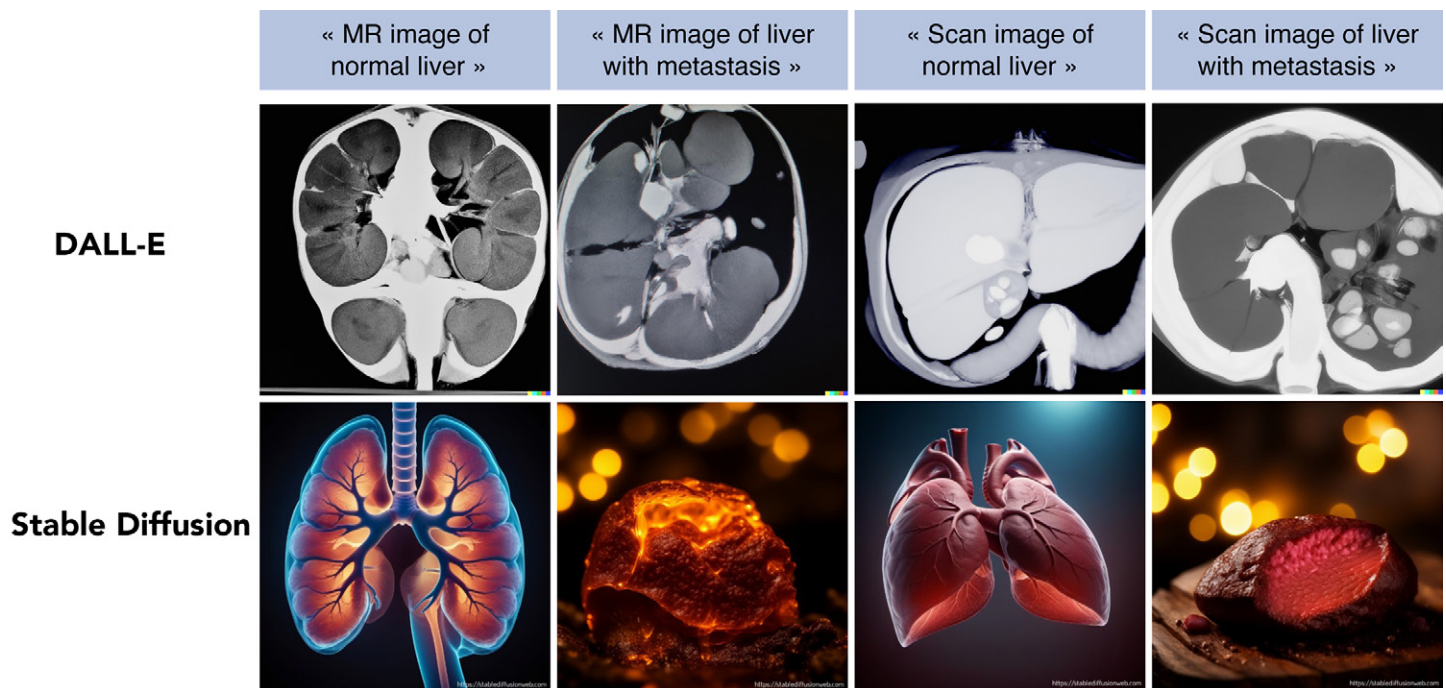 « MR image of
normal liver »
« MR image of liver
with metastasis »
« Scan image of
normal liver »
« Scan image of liver
with metastasis »
DALL-E
Stable Diffusion
https://stablediffusionweb.com
https://stablediffusionweb.com
https://stablediffusionweb.com
https://stablediffusionweb.com